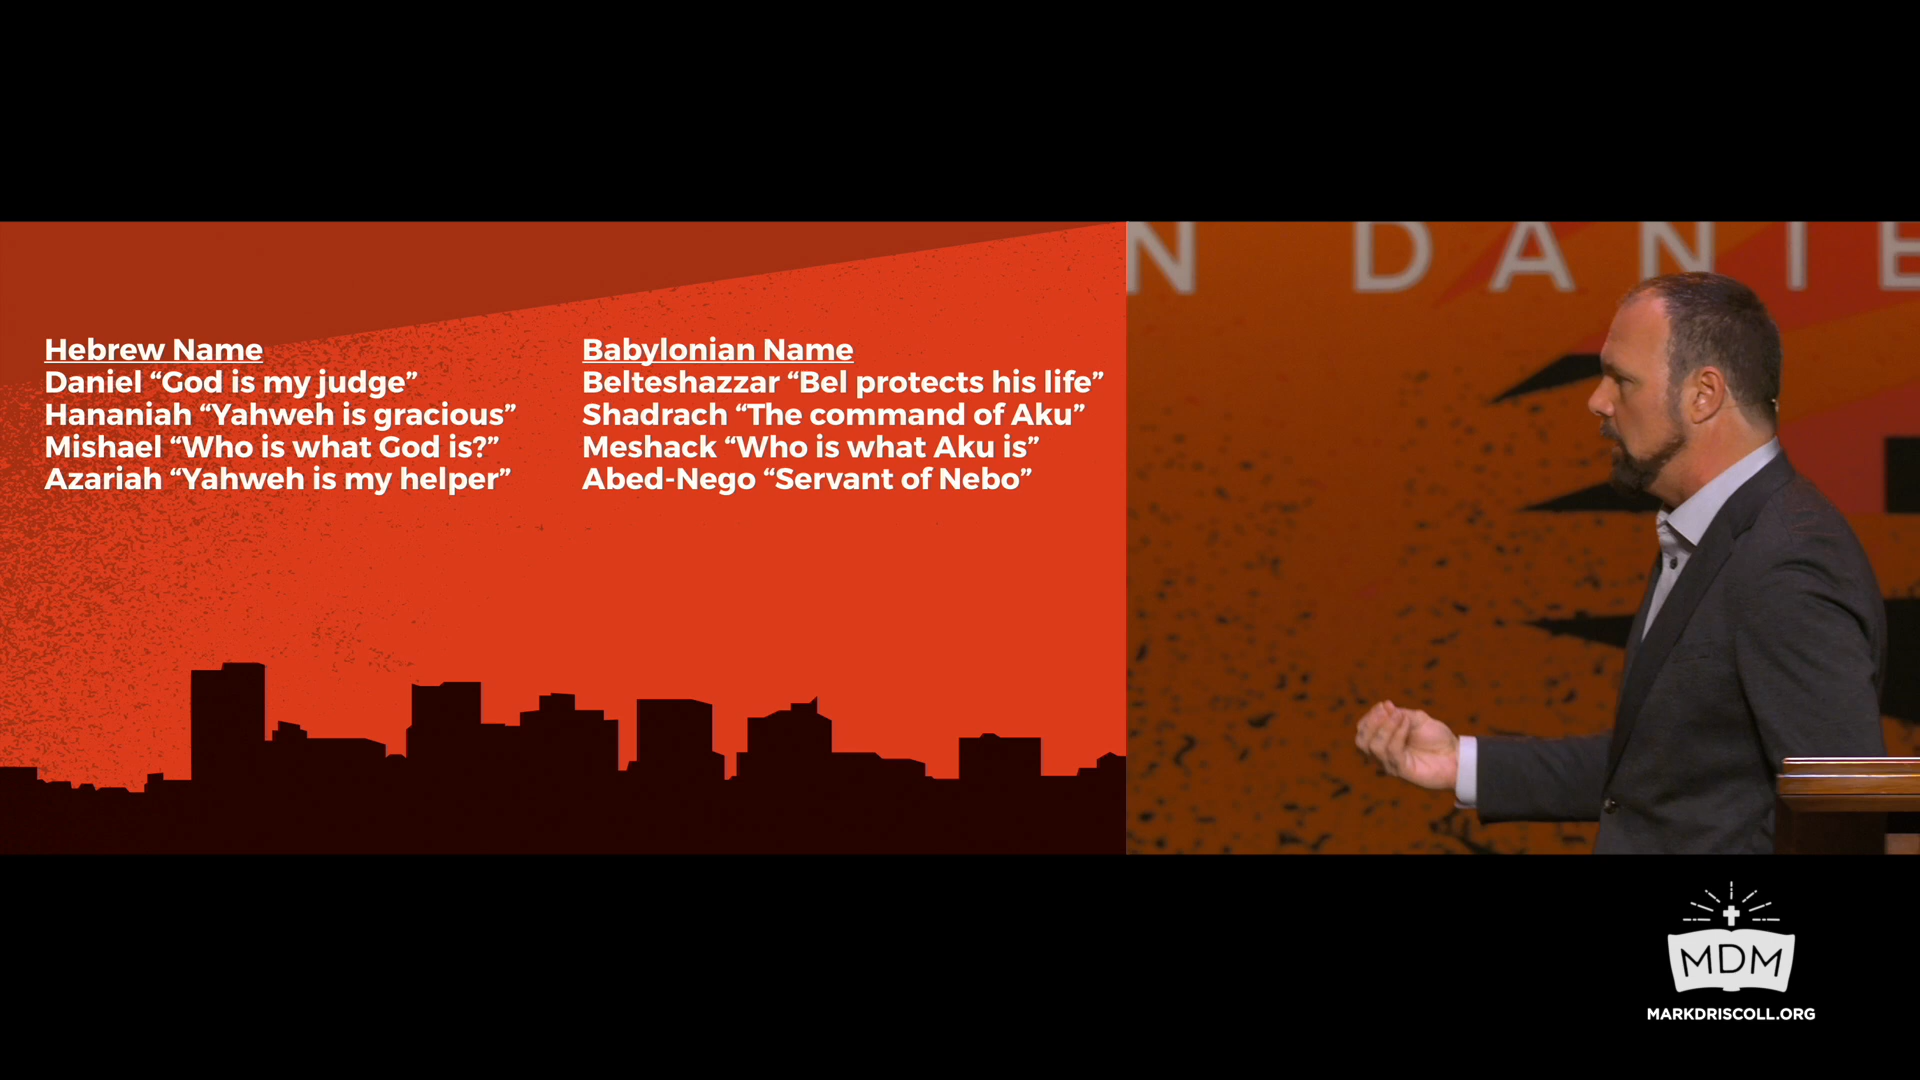 Hebrew Name
Daniel “God is my judge”
Hananiah “Yahweh is gracious”
Mishael “Who is what God is?”
Azariah “Yahweh is my helper”
Babylonian Name
Belteshazzar “Bel protects his life”
Shadrach “The command of Aku”
Meshack “Who is what Aku is”
Abed-Nego “Servant of Nebo”
N DANIE
MDM
MARKDRISCOLL.ORG